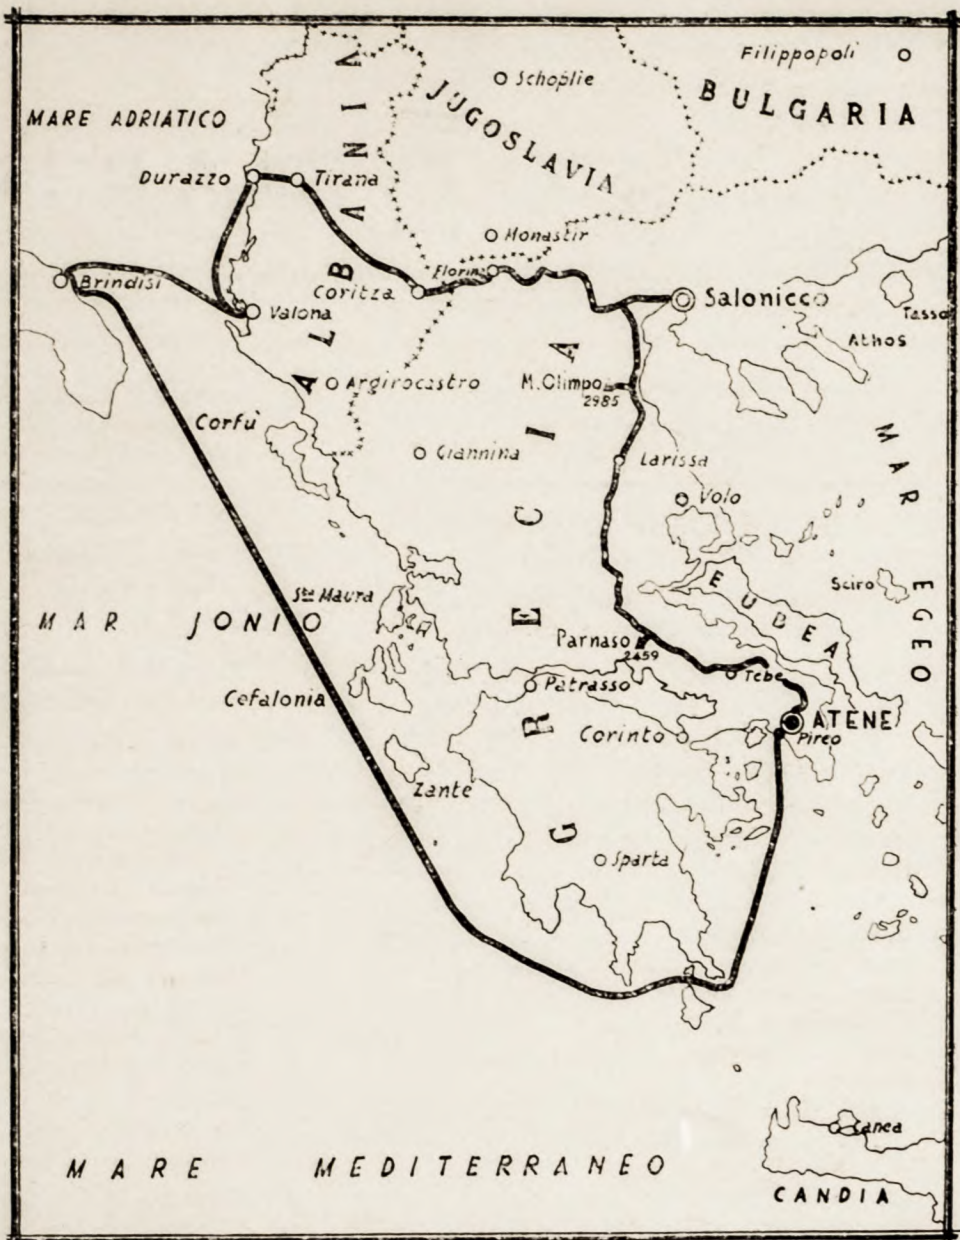 Filippopoli
Schoplie
BULGARIA
JUGOSLAVIA
MARE ADRIATICO
ALBANIA
Durazzo
Tirana
Monastir
Florin
Brindisi
Coritza
Valona
Salonicco
Tasso
Athos
Argirocastro
M. Olimpo
2985
Corfù
Giannina
Larissa
Volo
MAR EGEO
GRECIA
EUBEA
Sciro
Sta Maura
MAR JONIO
Parnaso
2459
Tebe
Patrasso
Cefalonia
ATENE
Pireo
Corinto
Zante
Sparta
Canea
MARE MEDITERRANEO
CANDIA